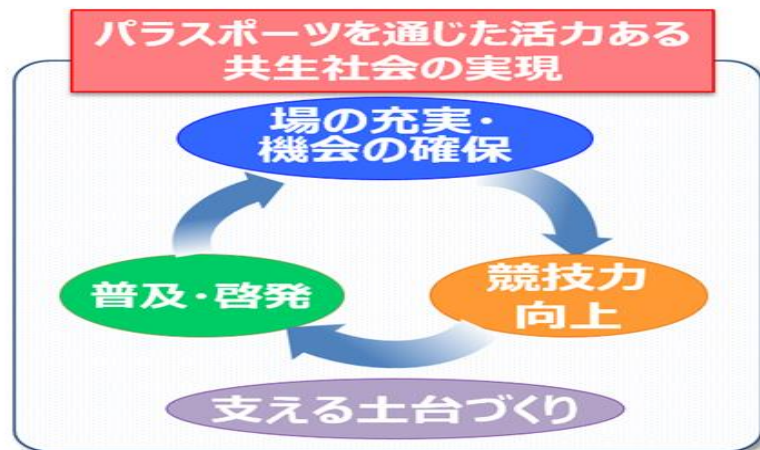 パラスポーツを通じた活力ある
共生社会の実現
場の充実・
機会の確保
普及・啓発
競技力
向上
支える土台づくり